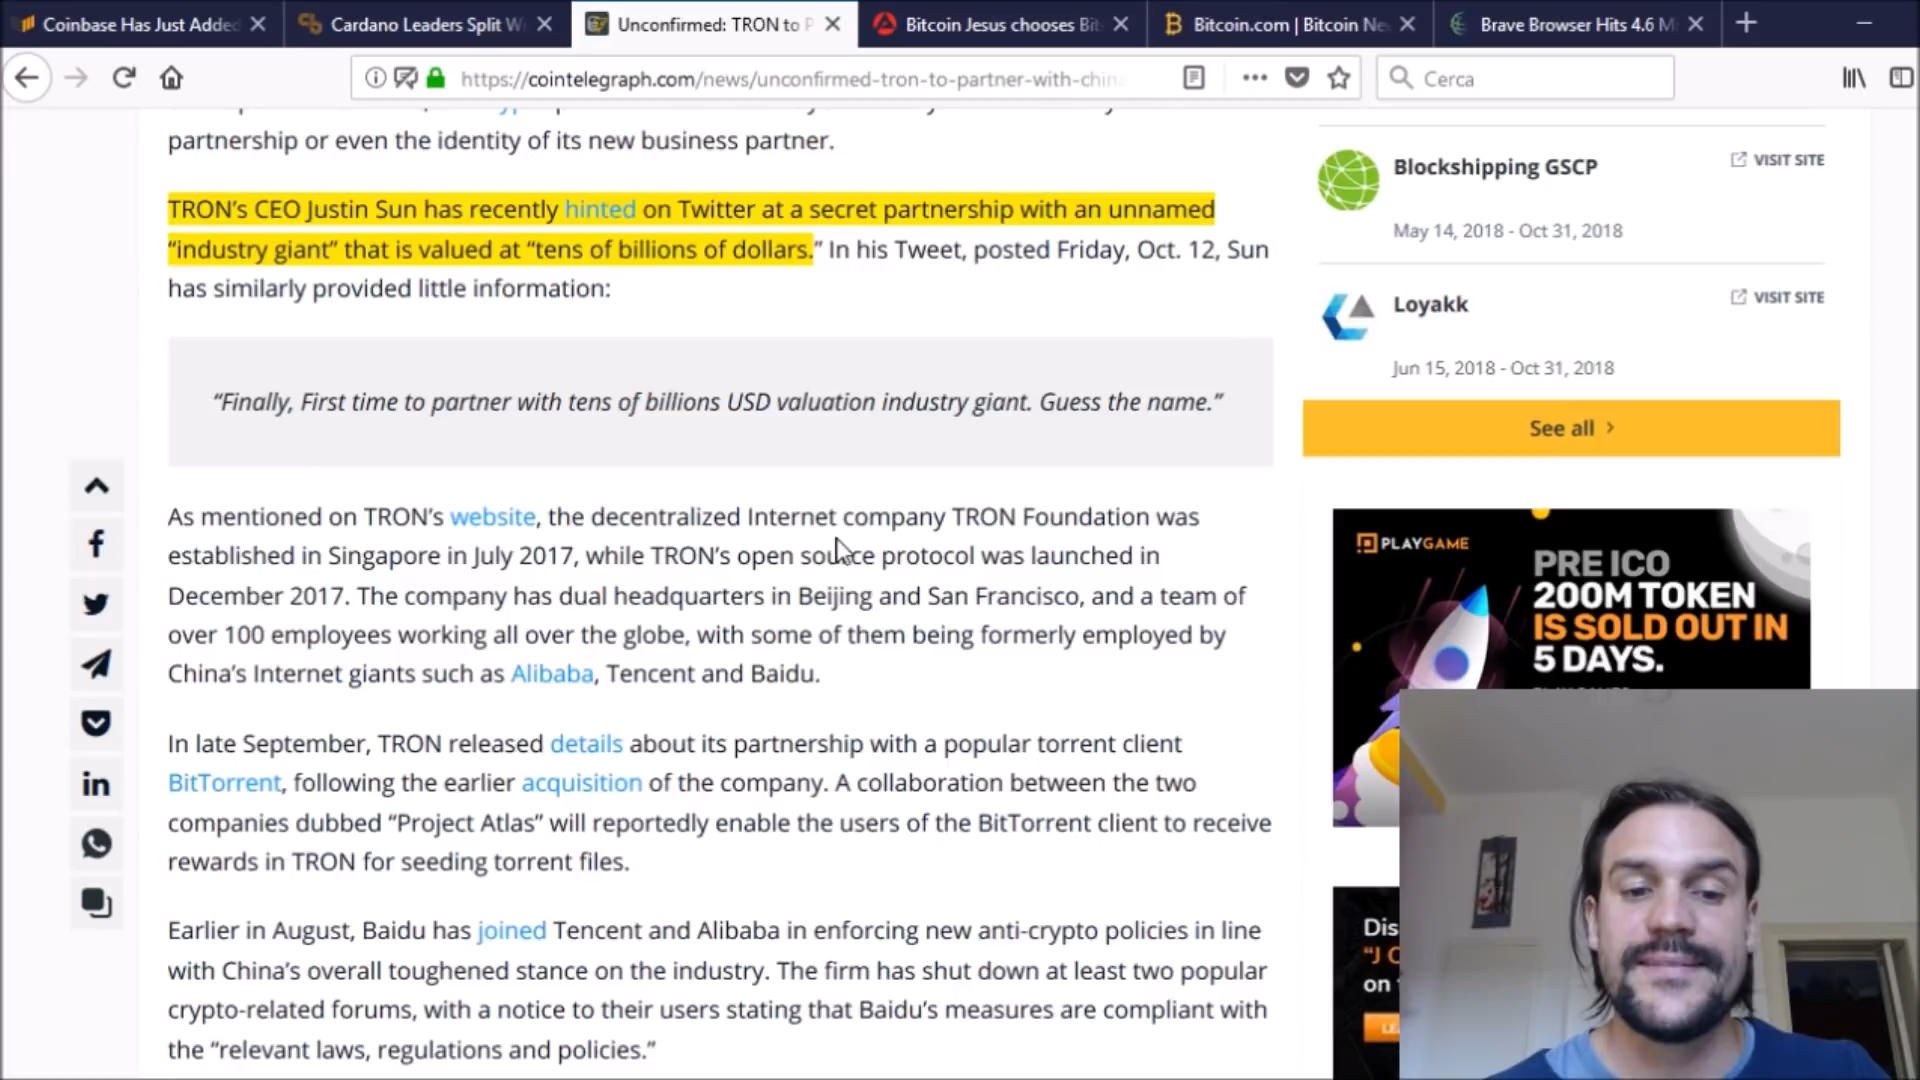 Coinbase Has Just Added
Cardano Leaders Split W
Unconfirmed: TRON to P
Bitcoin Jesus chooses Bit
Bitcoin.com | Bitcoin Ne
Brave Browser Hits 4.6 M
https://cointelegraph.com/news/unconfirmed-tron-to-partner-with-china
Cerca
partnership or even the identity of its new business partner.
TRON’s CEO Justin Sun has recently hinted on Twitter at a secret partnership with an unnamed
“industry giant” that is valued at “tens of billions of dollars.” In his Tweet, posted Friday, Oct. 12, Sun
has similarly provided little information:
“Finally, First time to partner with tens of billions USD valuation industry giant. Guess the name.”
As mentioned on TRON’s website, the decentralized Internet company TRON Foundation was
established in Singapore in July 2017, while TRON’s open source protocol was launched in
December 2017. The company has dual headquarters in Beijing and San Francisco, and a team of
over 100 employees working all over the globe, with some of them being formerly employed by
China’s Internet giants such as Alibaba, Tencent and Baidu.
In late September, TRON released details about its partnership with a popular torrent client
BitTorrent, following the earlier acquisition of the company. A collaboration between the two
companies dubbed “Project Atlas” will reportedly enable the users of the BitTorrent client to receive
rewards in TRON for seeding torrent files.
Earlier in August, Baidu has joined Tencent and Alibaba in enforcing new anti-crypto policies in line
with China’s overall toughened stance on the industry. The firm has shut down at least two popular
crypto-related forums, with a notice to their users stating that Baidu’s measures are compliant with
the “relevant laws, regulations and policies.”
Blockshipping GSCP
VISIT SITE
May 14, 2018 - Oct 31, 2018
Loyakk
VISIT SITE
Jun 15, 2018 - Oct 31, 2018
See all
PLAYGAME
PRE ICO
200M TOKEN
IS SOLD OUT IN
5 DAYS.
Dis
“J C
on